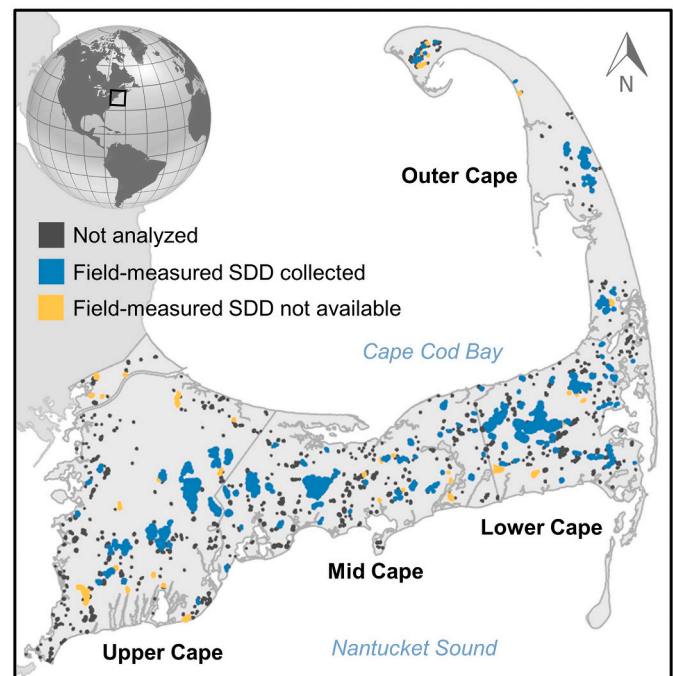 N
Outer Cape
Not analyzed
Field-measured SDD collected
Field-measured SDD not available
Cape Cod Bay
Lower Cape
Mid Cape
Upper Cape
Nantucket Sound